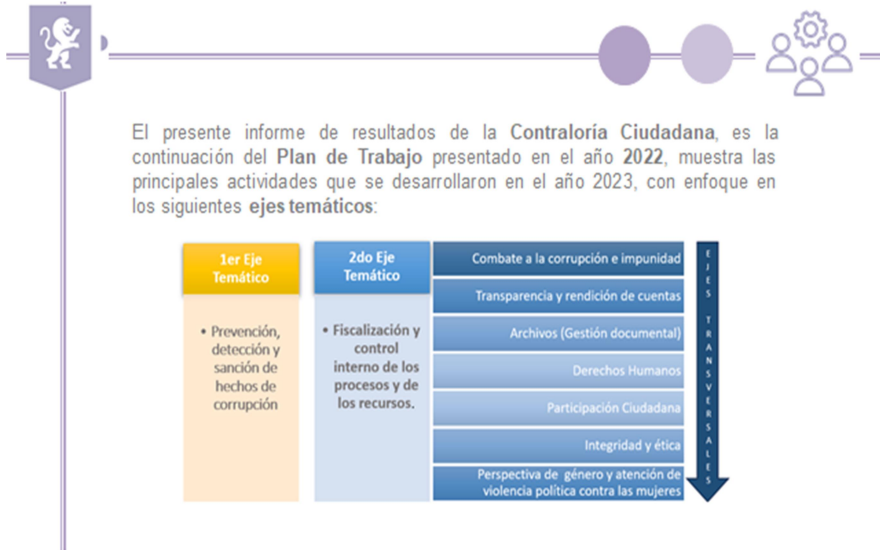 El presente informe de resultados de la Contraloría Ciudadana, es la
continuación del Plan de Trabajo presentado en el año 2022, muestra las
principales actividades que se desarrollaron en el año 2023, con enfoque en
los siguientes ejes temáticos:
1er Eje
Temático
• Prevención,
detección y
sanción de
hechos de
corrupción
2do Eje
Temático
• Fiscalización y
control
interno de los
procesos y de
los recursos.
Combate a la corrupción e impunidad
Transparencia y rendición de cuentas
Archivos (Gestión documental)
Derechos Humanos
Participación Ciudadana
Integridad y ética
Perspectiva de género y atención de
violencia política contra las mujeres
EJES TRANSVERSALES